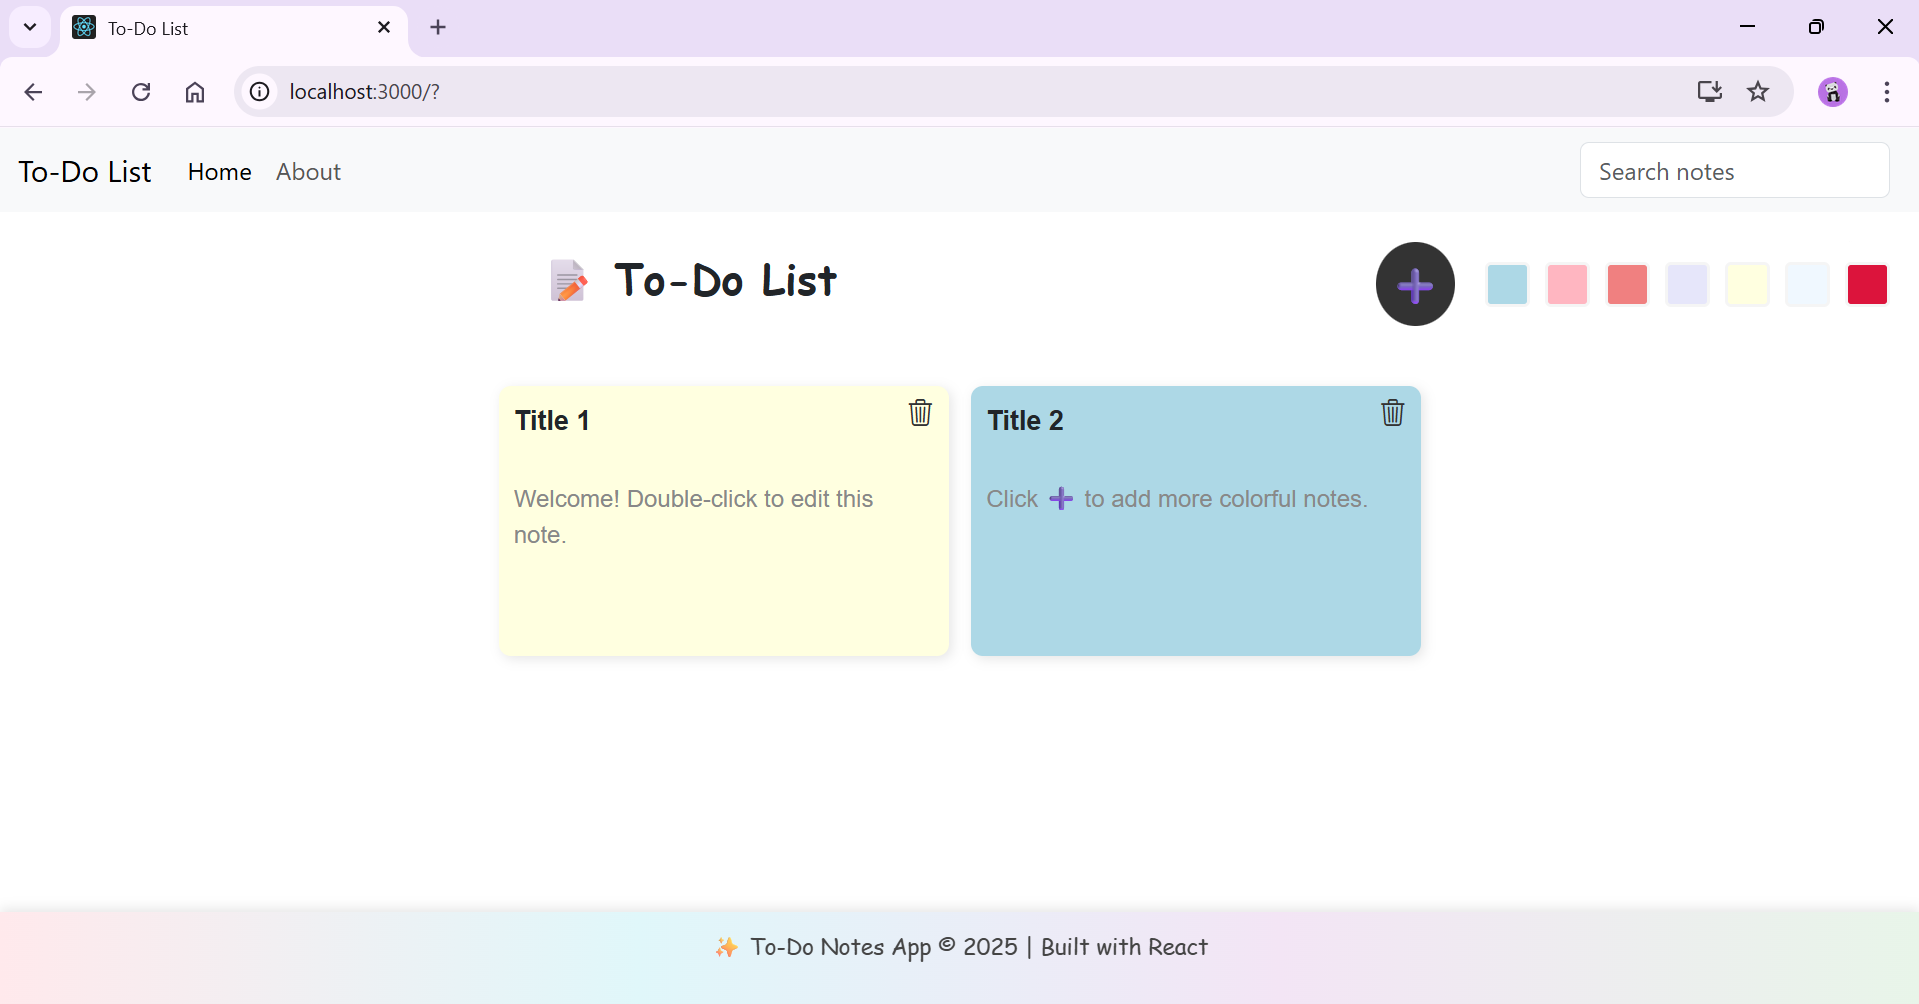 To-Do List
localhost:3000/?
To-Do List Home About Search notes
📝 To-Do List
Title 1
Welcome! Double-click to edit this
note.
Title 2
Click ➕ to add more colorful notes.
✨ To-Do Notes App © 2025 | Built with React